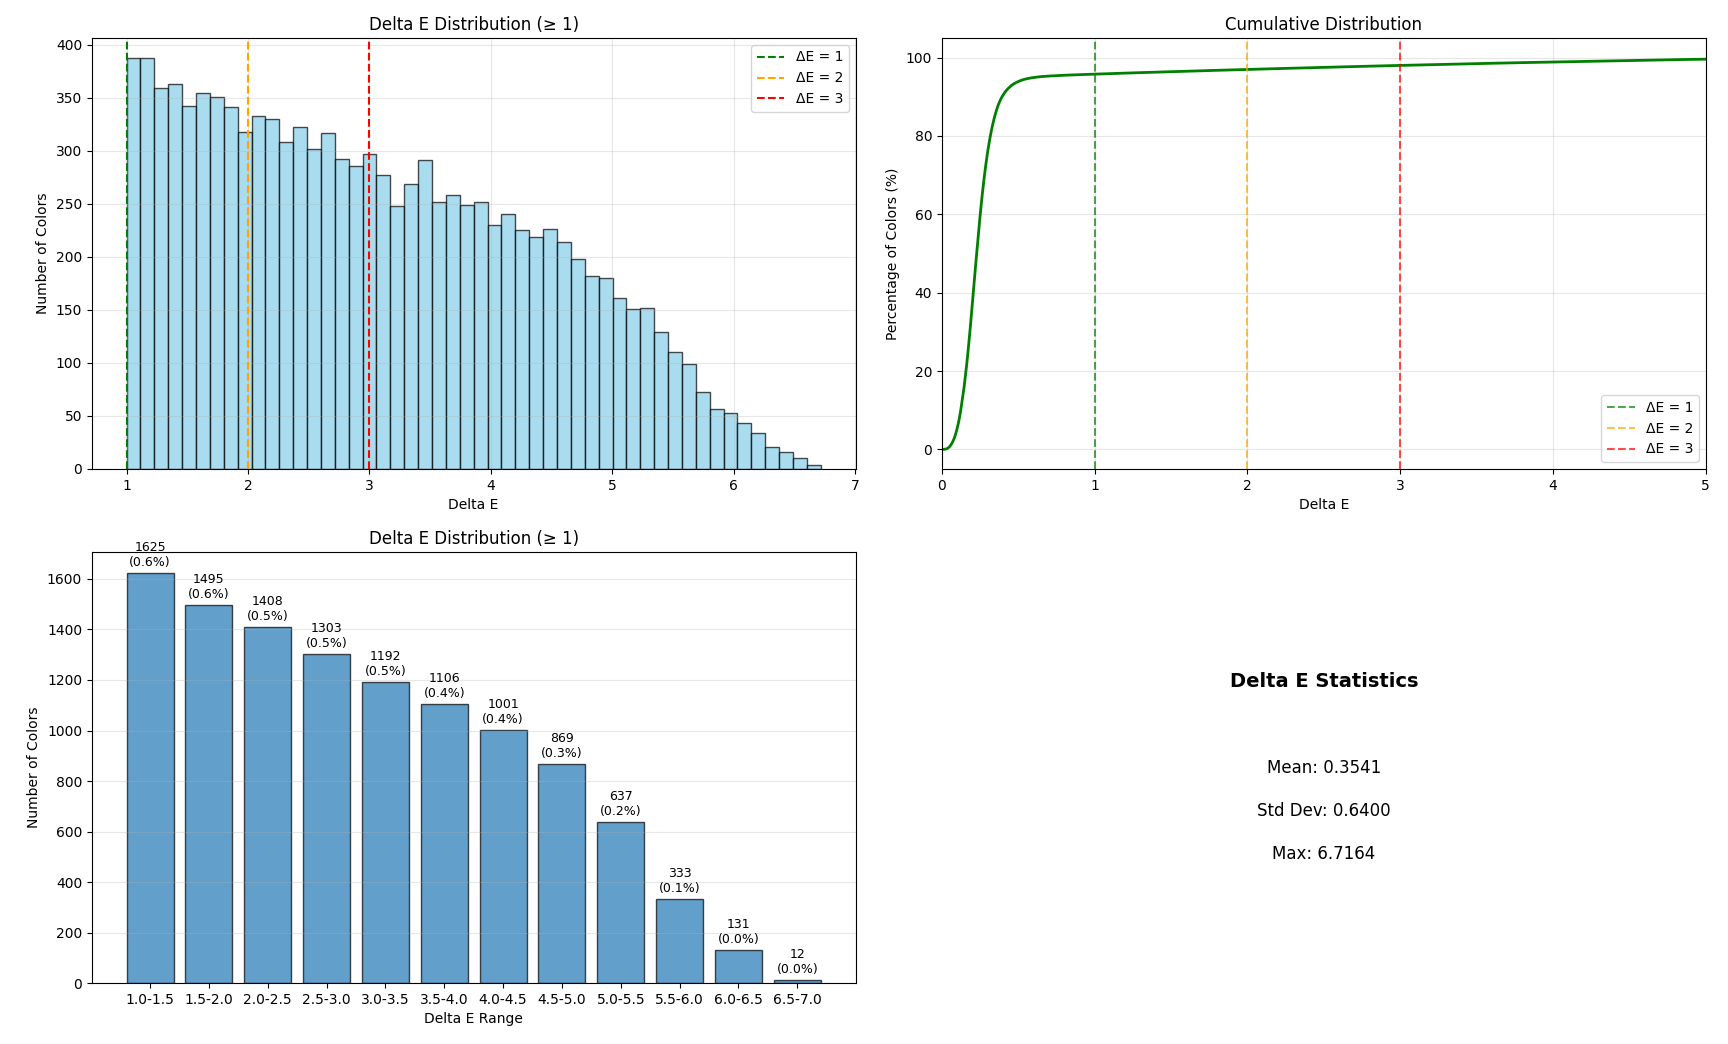 Delta E Distribution (≥ 1)
400
350
300
250
200
150
100
50
0
Number of Colors
ΔE = 1
ΔE = 2
ΔE = 3
1 2 3 4 5 6 7
Delta E
Cumulative Distribution
100
80
60
40
20
0
Percentage of Colors (%)
ΔE = 1
ΔE = 2
ΔE = 3
0 1 2 3 4 5
Delta E
Delta E Distribution (≥ 1)
1600
1400
1200
1000
800
600
400
200
0
Number of Colors
1625
(0.6%)
1495
(0.6%)
1408
(0.5%)
1303
(0.5%)
1192
(0.5%)
1106
(0.4%)
1001
(0.4%)
869
(0.3%)
637
(0.2%)
333
(0.1%)
131
(0.0%)
12
(0.0%)
1.0-1.5 1.5-2.0 2.0-2.5 2.5-3.0 3.0-3.5 3.5-4.0 4.0-4.5 4.5-5.0 5.0-5.5 5.5-6.0 6.0-6.5 6.5-7.0
Delta E Range
Delta E Statistics
Mean: 0.3541
Std Dev: 0.6400
Max: 6.7164